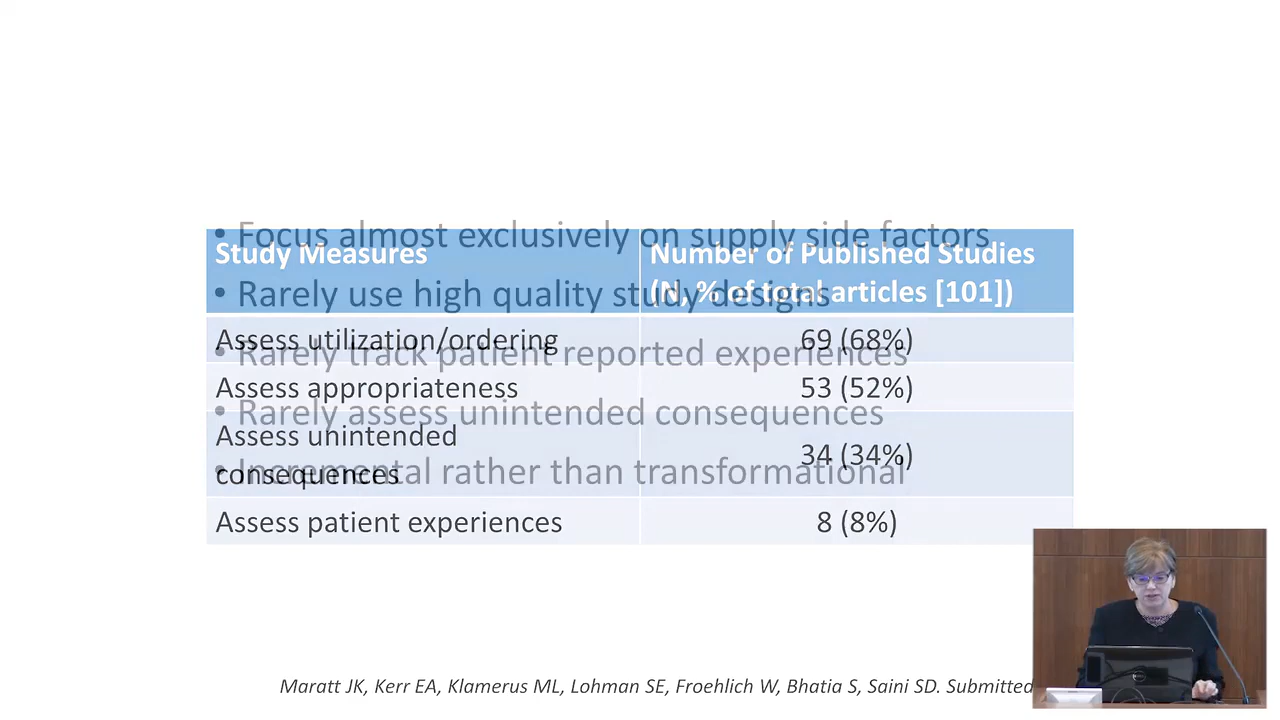 • Focus almost exclusively on supply side factors
Study Measures Number of Published Studies
(N, % of total articles [101])
• Rarely use high quality study designs
Assess utilization/ordering 69 (68%)
• Rarely track patient reported experiences
Assess appropriateness 53 (52%)
• Rarely assess unintended consequences
Assess unintended
consequences 34 (34%)
• Incremental rather than transformational
Assess patient experiences 8 (8%)
Maratt JK, Kerr EA, Klamerus ML, Lohman SE, Froehlich W, Bhatia S, Saini SD. Submitted